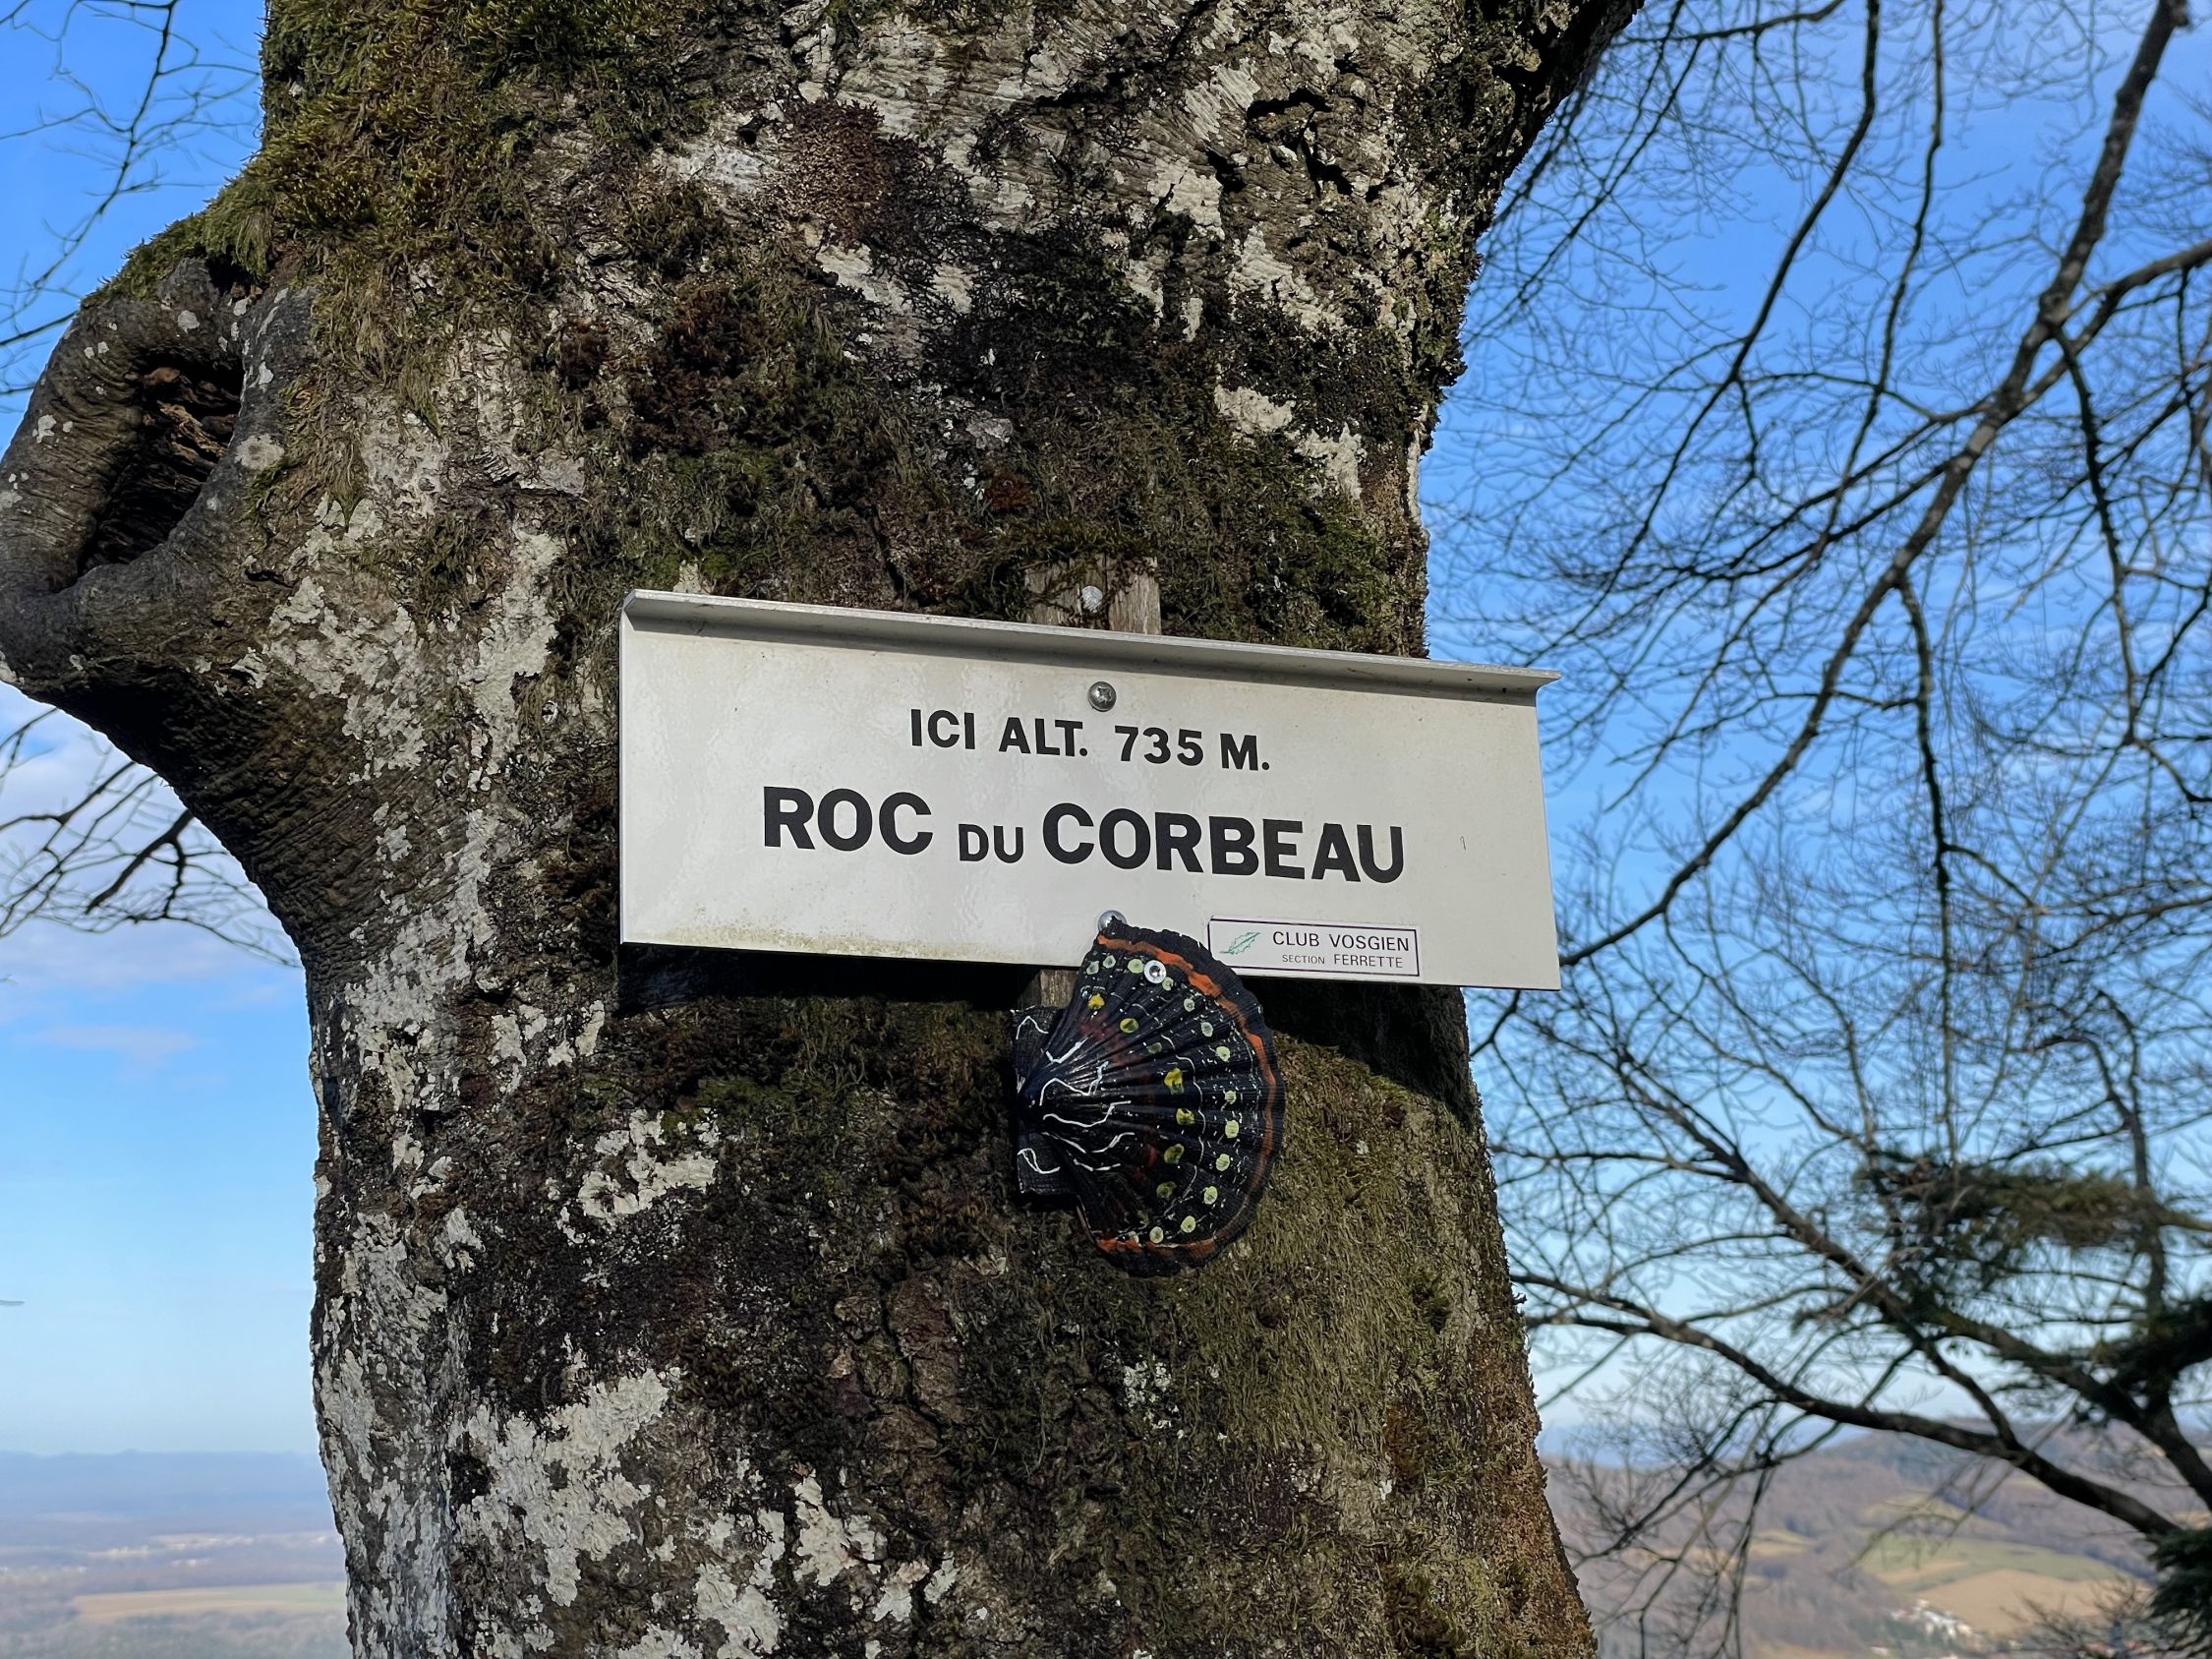 ICI ALT. 735 M.
ROC DU CORBEAU
CLUB VOSGIEN
SECTION FERRETTE